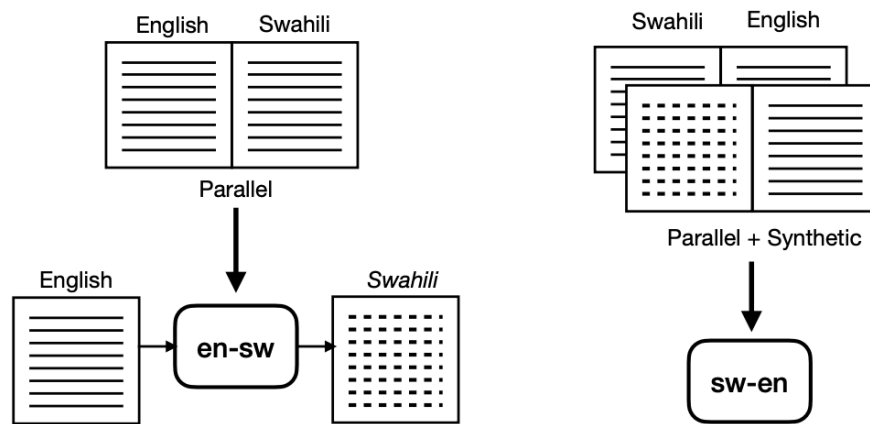 English Swahili
Parallel
English
Swahili
en-sw
Swahili English
Parallel + Synthetic
sw-en